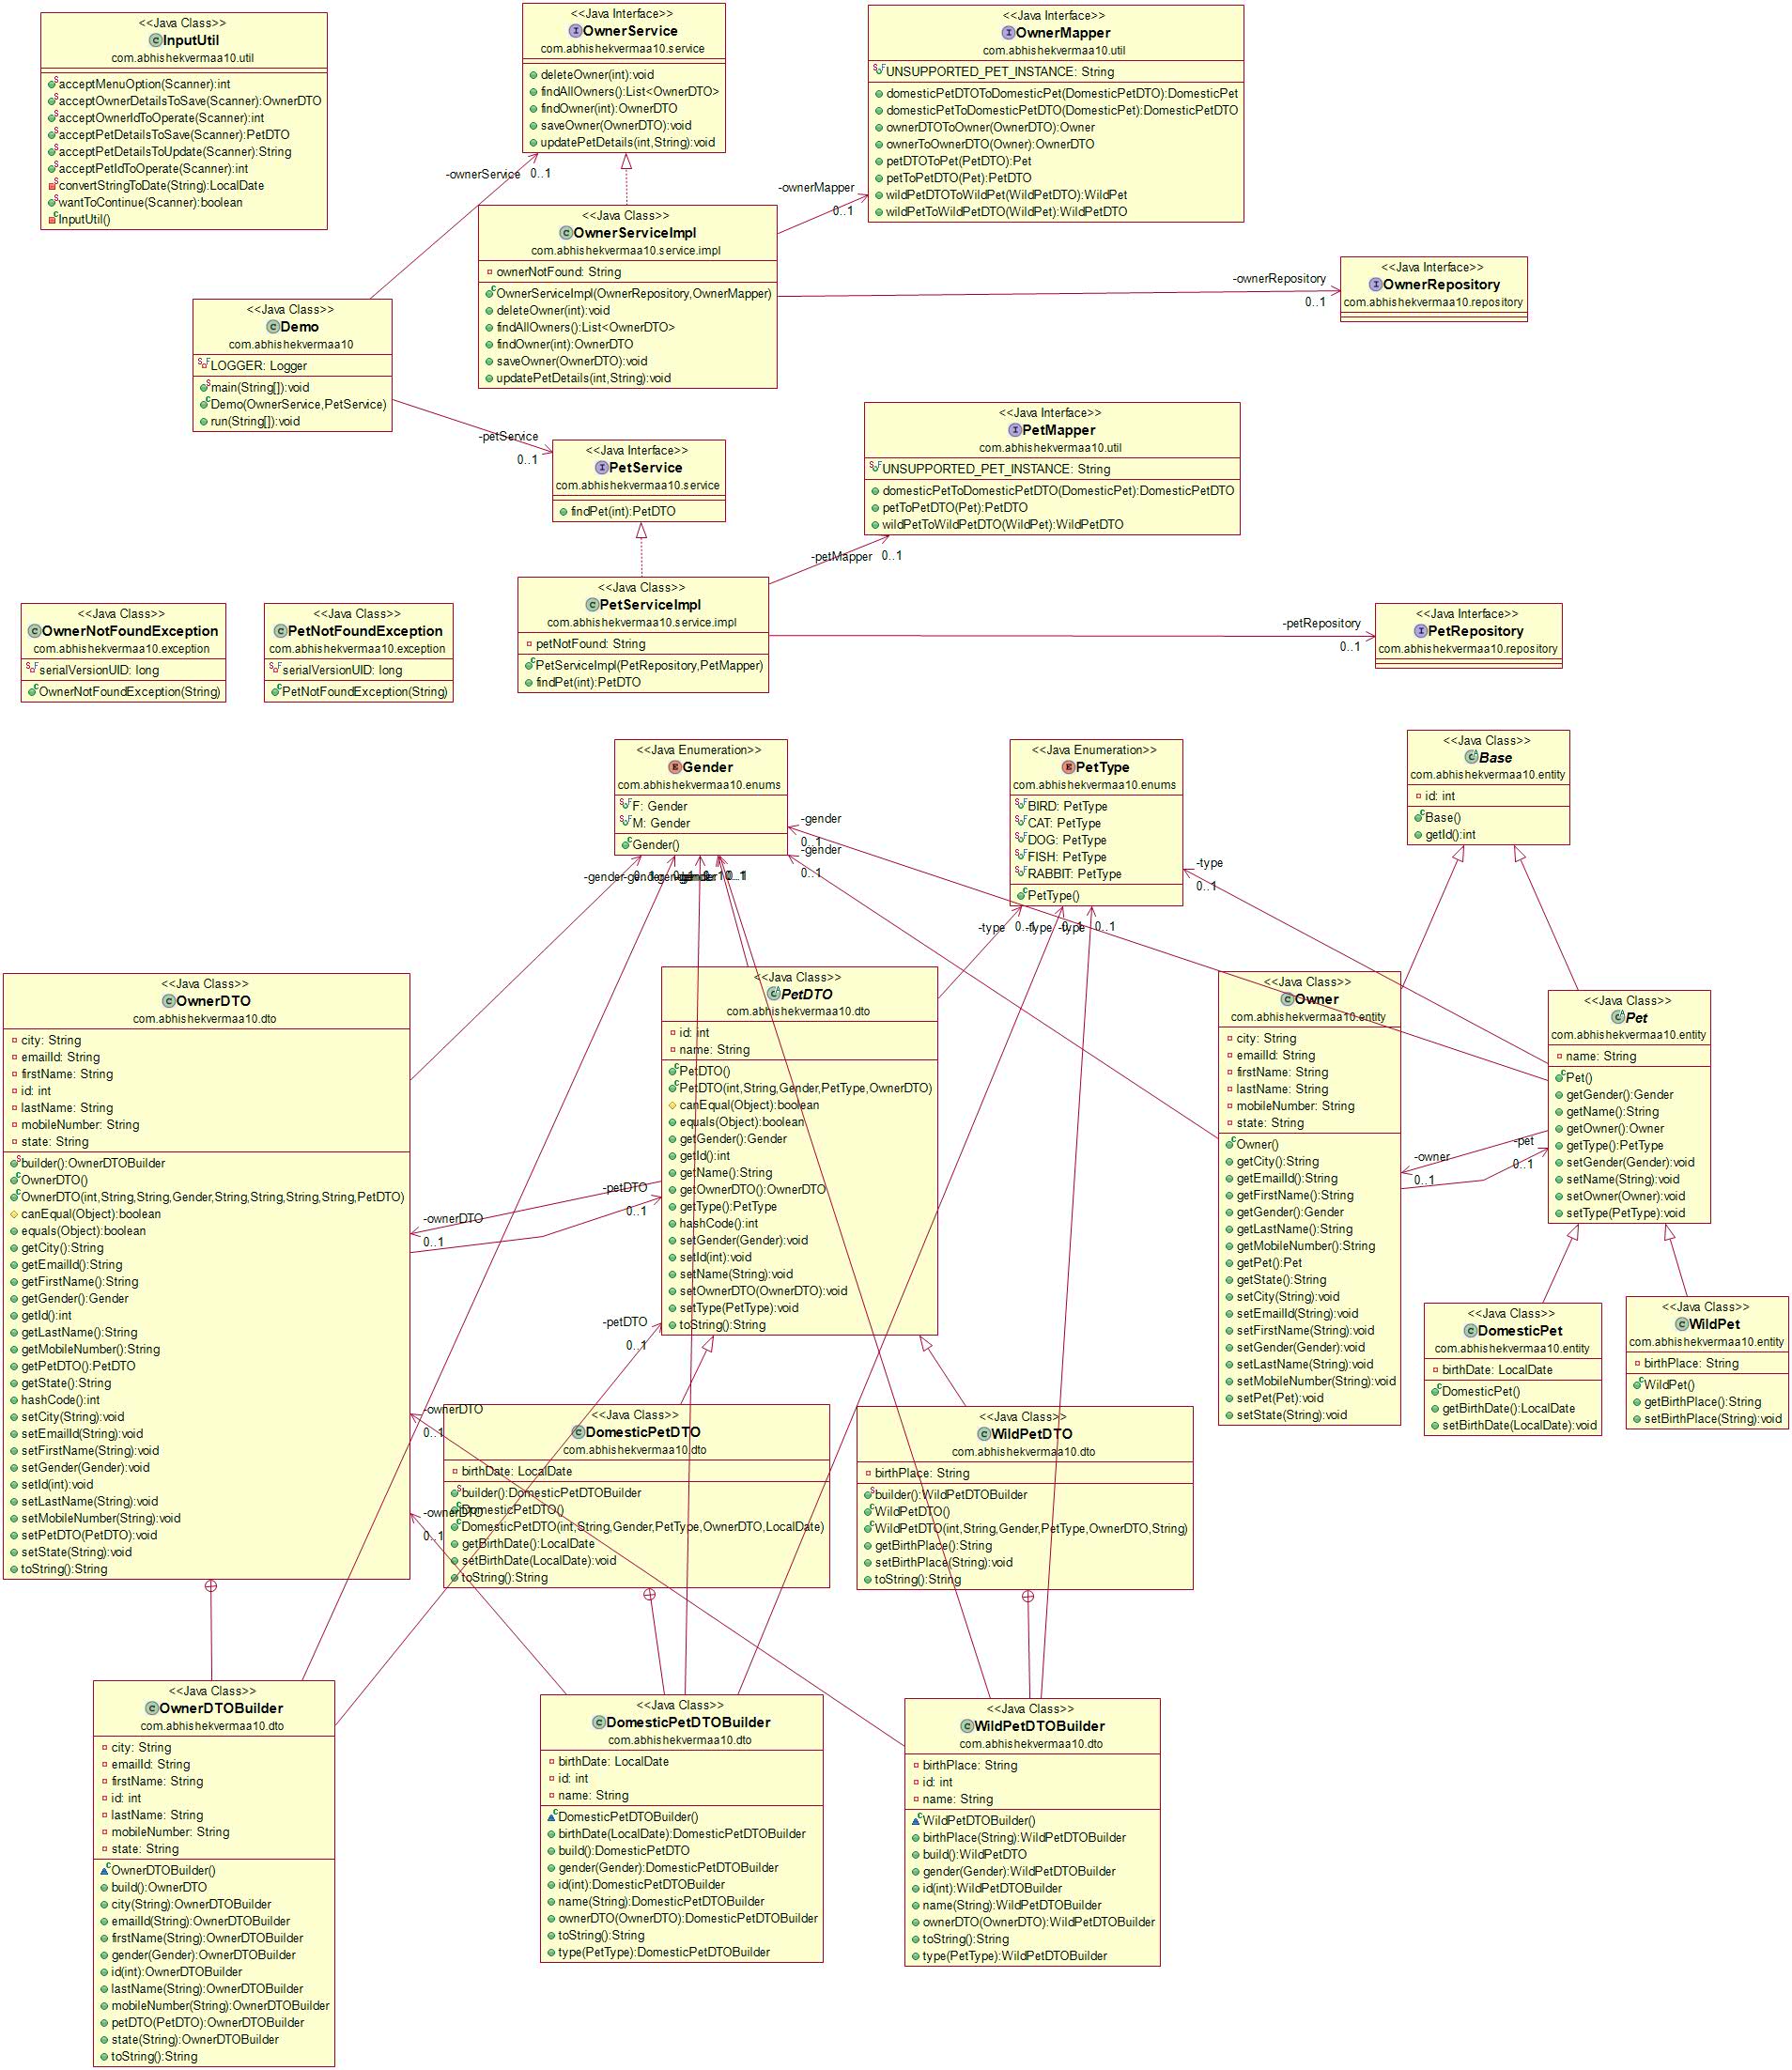 <<Java Class>>
InputUtil
com.abhishekvermaa10.util
acceptMenuOption(Scanner):int
acceptOwnerDetailsToSave(Scanner):OwnerDTO
acceptOwnerIdToOperate(Scanner):int
acceptPetDetailsToSave(Scanner):PetDTO
acceptPetDetailsToUpdate(Scanner):String
acceptPetIdToOperate(Scanner):int
convertStringToDate(String):LocalDate
wantToContinue(Scanner):boolean
InputUtil()
<<Java Interface>>
OwnerService
com.abhishekvermaa10.service
deleteOwner(int):void
findAllOwners():List<OwnerDTO>
findOwner(int):OwnerDTO
saveOwner(OwnerDTO):void
updatePetDetails(int,String):void
<<Java Interface>>
OwnerMapper
com.abhishekvermaa10.util
UNSUPPORTED_PET_INSTANCE: String
domesticPetDTOToDomesticPet(DomesticPetDTO):DomesticPet
domesticPetToDomesticPetDTO(DomesticPet):DomesticPetDTO
ownerDTOToOwner(OwnerDTO):Owner
ownerToOwnerDTO(Owner):OwnerDTO
petDTOToPet(PetDTO):Pet
petToPetDTO(Pet):PetDTO
wildPetDTOToWildPet(WildPetDTO):WildPet
wildPetToWildPetDTO(WildPet):WildPetDTO
-ownerService
0..1
-ownerMapper
0..1
<<Java Class>>
OwnerServiceImpl
com.abhishekvermaa10.service.impl
ownerNotFound: String
OwnerServiceImpl(OwnerRepository,OwnerMapper)
deleteOwner(int):void
findAllOwners():List<OwnerDTO>
findOwner(int):OwnerDTO
saveOwner(OwnerDTO):void
updatePetDetails(int,String):void
-ownerRepository
0..1
<<Java Interface>>
OwnerRepository
com.abhishekvermaa10.repository
<<Java Class>>
Demo
com.abhishekvermaa10
LOGGER: Logger
main(String[]):void
Demo(OwnerService,PetService)
run(String[]):void
-petService
0..1
<<Java Interface>>
PetService
com.abhishekvermaa10.service
findPet(int):PetDTO
<<Java Interface>>
PetMapper
com.abhishekvermaa10.util
UNSUPPORTED_PET_INSTANCE: String
domesticPetToDomesticPetDTO(DomesticPet):DomesticPetDTO
petToPetDTO(Pet):PetDTO
wildPetToWildPetDTO(WildPet):WildPetDTO
-petMapper
0..1
<<Java Class>>
OwnerNotFoundException
com.abhishekvermaa10.exception
serialVersionUID: long
OwnerNotFoundException(String)
<<Java Class>>
PetNotFoundException
com.abhishekvermaa10.exception
serialVersionUID: long
PetNotFoundException(String)
<<Java Class>>
PetServiceImpl
com.abhishekvermaa10.service.impl
petNotFound: String
PetServiceImpl(PetRepository,PetMapper)
findPet(int):PetDTO
-petRepository
0..1
<<Java Interface>>
PetRepository
com.abhishekvermaa10.repository
<<Java Enumeration>>
Gender
com.abhishekvermaa10.enums
F: Gender
M: Gender
Gender()
-gender
0..1
-gender
0..1
<<Java Enumeration>>
PetType
com.abhishekvermaa10.enums
BIRD: PetType
CAT: PetType
DOG: PetType
FISH: PetType
RABBIT: PetType
PetType()
-type
0..1
<<Java Class>>
Base
com.abhishekvermaa10.entity
id: int
Base()
getId():int
-gender
-gender
0..1
-type
0..1
-type
-type
0..1
<<Java Class>>
OwnerDTO
com.abhishekvermaa10.dto
city: String
emailId: String
firstName: String
id: int
lastName: String
mobileNumber: String
state: String
builder():OwnerDTOBuilder
OwnerDTO()
OwnerDTO(int,String,String,Gender,String,String,String,String,PetDTO)
canEqual(Object):boolean
equals(Object):boolean
getCity():String
getEmailId():String
getFirstName():String
getGender():Gender
getId():int
getLastName():String
getMobileNumber():String
getPetDTO():PetDTO
getState():String
hashCode():int
setCity(String):void
setEmailId(String):void
setFirstName(String):void
setGender(Gender):void
setId(int):void
setLastName(String):void
setMobileNumber(String):void
setPetDTO(PetDTO):void
setState(String):void
toString():String
<<Java Class>>
PetDTO
com.abhishekvermaa10.dto
id: int
name: String
PetDTO()
PetDTO(int,String,Gender,PetType,OwnerDTO)
canEqual(Object):boolean
equals(Object):boolean
getGender():Gender
getId():int
getName():String
getOwnerDTO():OwnerDTO
getType():PetType
hashCode():int
setGender(Gender):void
setId(int):void
setName(String):void
setOwnerDTO(OwnerDTO):void
setType(PetType):void
toString():String
-petDTO
0..1
-ownerDTO
0..1
-petDTO
0..1
-ownerDTO
0..1
-ownerDTO
0..1
<<Java Class>>
Owner
com.abhishekvermaa10.entity
city: String
emailId: String
firstName: String
lastName: String
mobileNumber: String
state: String
Owner()
getCity():String
getEmailId():String
getFirstName():String
getGender():Gender
getLastName():String
getMobileNumber():String
getPet():Pet
getState():String
setCity(String):void
setEmailId(String):void
setFirstName(String):void
setGender(Gender):void
setLastName(String):void
setMobileNumber(String):void
setPet(Pet):void
setState(String):void
-pet
0..1
-owner
0..1
<<Java Class>>
Pet
com.abhishekvermaa10.entity
name: String
Pet()
getGender():Gender
getName():String
getOwner():Owner
getType():PetType
setGender(Gender):void
setName(String):void
setOwner(Owner):void
setType(PetType):void
<<Java Class>>
DomesticPet
com.abhishekvermaa10.entity
birthDate: LocalDate
DomesticPet()
getBirthDate():LocalDate
setBirthDate(LocalDate):void
<<Java Class>>
WildPet
com.abhishekvermaa10.entity
birthPlace: String
WildPet()
getBirthPlace():String
setBirthPlace(String):void
<<Java Class>>
DomesticPetDTO
com.abhishekvermaa10.dto
birthDate: LocalDate
builder():DomesticPetDTOBuilder
DomesticPetDTO()
DomesticPetDTO(int,String,Gender,PetType,OwnerDTO,LocalDate)
getBirthDate():LocalDate
setBirthDate(LocalDate):void
toString():String
<<Java Class>>
WildPetDTO
com.abhishekvermaa10.dto
birthPlace: String
builder():WildPetDTOBuilder
WildPetDTO()
WildPetDTO(int,String,Gender,PetType,OwnerDTO,String)
getBirthPlace():String
setBirthPlace(String):void
toString():String
<<Java Class>>
OwnerDTOBuilder
com.abhishekvermaa10.dto
city: String
emailId: String
firstName: String
id: int
lastName: String
mobileNumber: String
state: String
OwnerDTOBuilder()
build():OwnerDTO
city(String):OwnerDTOBuilder
emailId(String):OwnerDTOBuilder
firstName(String):OwnerDTOBuilder
gender(Gender):OwnerDTOBuilder
id(int):OwnerDTOBuilder
lastName(String):OwnerDTOBuilder
mobileNumber(String):OwnerDTOBuilder
petDTO(PetDTO):OwnerDTOBuilder
state(String):OwnerDTOBuilder
toString():String
<<Java Class>>
DomesticPetDTOBuilder
com.abhishekvermaa10.dto
birthDate: LocalDate
id: int
name: String
DomesticPetDTOBuilder()
birthDate(LocalDate):DomesticPetDTOBuilder
build():DomesticPetDTO
gender(Gender):DomesticPetDTOBuilder
id(int):DomesticPetDTOBuilder
name(String):DomesticPetDTOBuilder
ownerDTO(OwnerDTO):DomesticPetDTOBuilder
toString():String
type(PetType):DomesticPetDTOBuilder
<<Java Class>>
WildPetDTOBuilder
com.abhishekvermaa10.dto
birthPlace: String
id: int
name: String
WildPetDTOBuilder()
birthPlace(String):WildPetDTOBuilder
build():WildPetDTO
gender(Gender):WildPetDTOBuilder
id(int):WildPetDTOBuilder
name(String):WildPetDTOBuilder
ownerDTO(OwnerDTO):WildPetDTOBuilder
toString():String
type(PetType):WildPetDTOBuilder